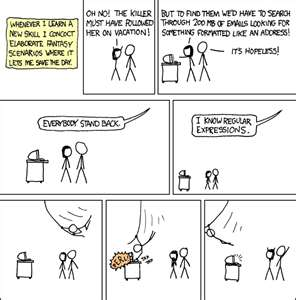 WHENEVER I LEARN A
NEW SKILL I CONCOCT
ELABORATE FANTASY
SCENARIOS WHERE IT
LETS ME SAVE THE DAY.
OH NO! THE KILLER
MUST HAVE FOLLOWED
HER ON VACATION!
BUT TO FIND THEM WE'D HAVE TO SEARCH
THROUGH 200 MB OF EMAILS LOOKING FOR
SOMETHING FORMATTED LIKE AN ADDRESS!
IT'S HOPELESS!
EVERYBODY STAND BACK.
I KNOW REGULAR
EXPRESSIONS.
PERL!
TAP
TAP